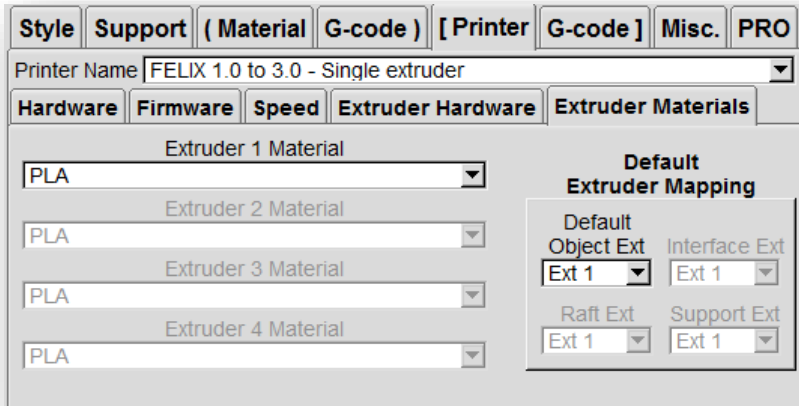 Style Support ( Material G-code ) [ Printer G-code ] Misc. PRO
Printer Name FELIX 1.0 to 3.0 - Single extruder
Hardware Firmware Speed Extruder Hardware Extruder Materials
Extruder 1 Material
PLA
Extruder 2 Material
PLA
Extruder 3 Material
PLA
Extruder 4 Material
PLA
Default
Extruder Mapping
Default
Object Ext Interface Ext
Ext 1 Ext 1
Raft Ext Support Ext
Ext 1 Ext 1